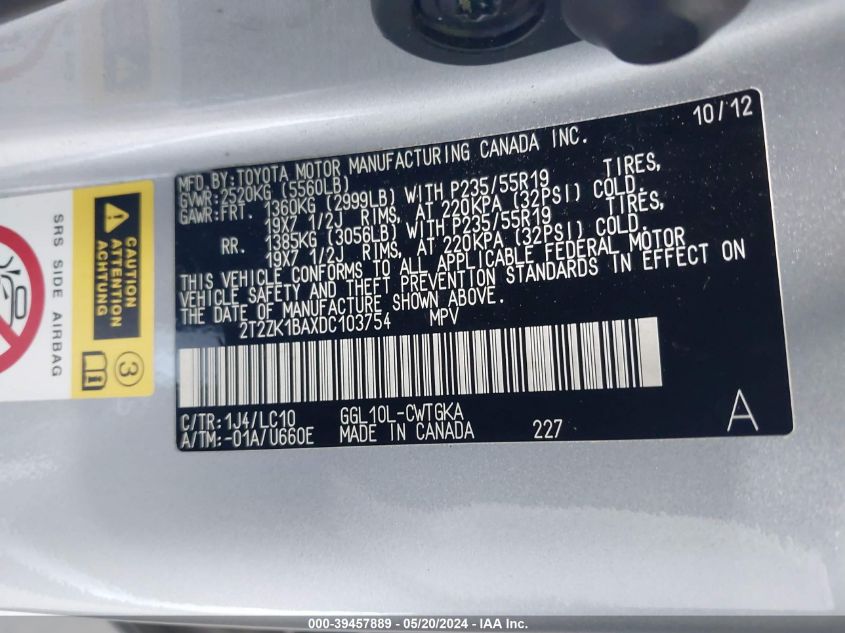 10/12
MFD. BY: TOYOTA MOTOR MANUFACTURING CANADA INC.
GVWR: 2520KG (5560LB)
GAWR: FRT. 1360KG (2999LB) WITH P235/55R19 TIRES,
19X7 1/2J RIMS, AT 220KPA (32PSI) COLD.
RR. 1385KG (3056LB) WITH P235/55R19 TIRES,
19X7 1/2J RIMS, AT 220KPA (32PSI) COLD.
THIS VEHICLE CONFORMS TO ALL APPLICABLE FEDERAL MOTOR
VEHICLE SAFETY AND THEFT PREVENTION STANDARDS IN EFFECT ON
THE DATE OF MANUFACTURE SHOWN ABOVE.
2T2ZK1BAXDC103754 MPV
C/TR: 1J4/LC10 GGL10L-CWTGKA
A/TM: -01A/U660E MADE IN CANADA 227
A
CAUTION
ATTENTION
ACHTUNG
SRS SIDE AIRBAG
3
000-39457889 - 05/20/2024 - IAA Inc.